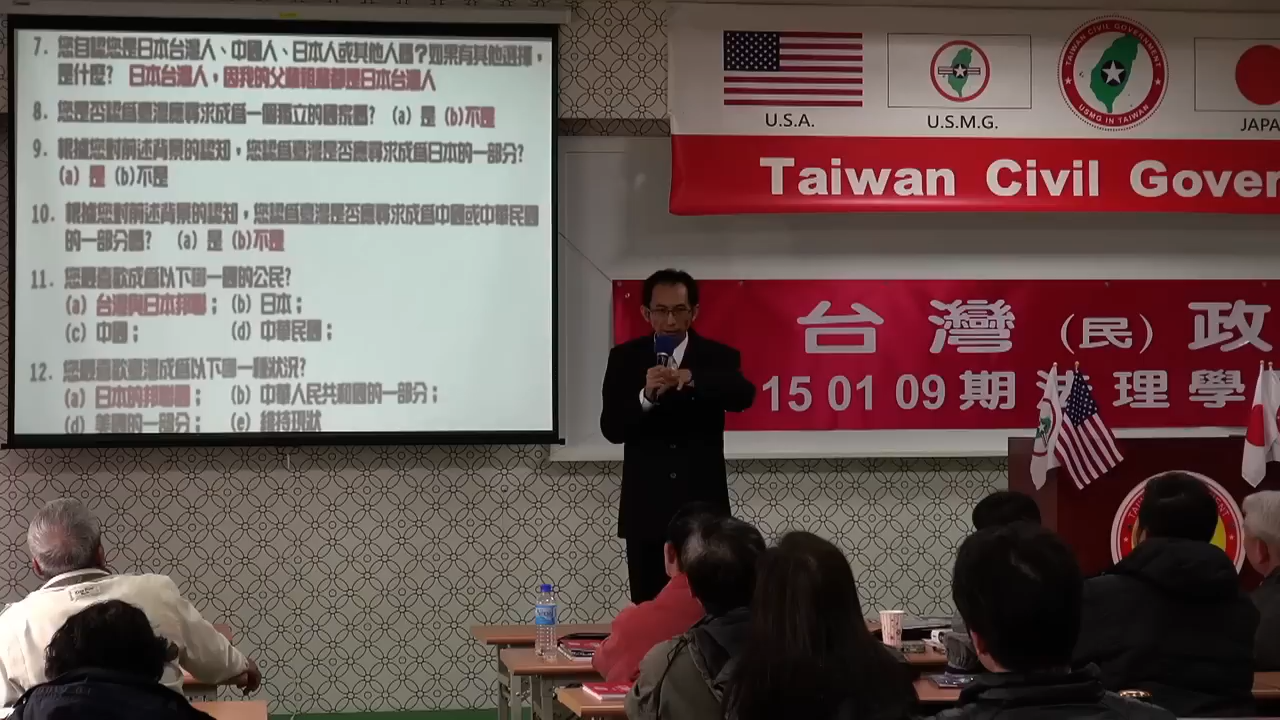 7. 您自認您是日本台灣人、中國人、日本人或其他人嗎？如果有其他選擇，
是什麼？ 日本台灣人，因我的父輩祖輩都是日本台灣人
8. 您是否認為臺灣應尋求成為一個獨立的國家嗎？ (a) 是 (b)不是
9. 根據您對前述背景的認知，您認為臺灣是否應尋求成為日本的一部分?
(a) 是 (b)不是
10. 根據您對前述背景的認知，您認為臺灣是否應尋求成為中國或中華民國
的一部分嗎？ (a) 是 (b)不是
11. 您最喜歡成為以下哪一國的公民?
(a) 台灣與日本邦聯； (b) 日本；
(c) 中國； (d) 中華民國；
12. 您最喜歡臺灣成為以下哪一種狀況?
(a) 日本的邦聯國； (b) 中華人民共和國的一部分；
(d) 美國的一部分； (e) 維持現狀
U.S.A.
U.S.M.G.
TAIWAN CIVIL GOVERNMENT
USMG IN TAIWAN
JAPA
Taiwan Civil Gover
台灣(民)政
15 01 09 期 法理學